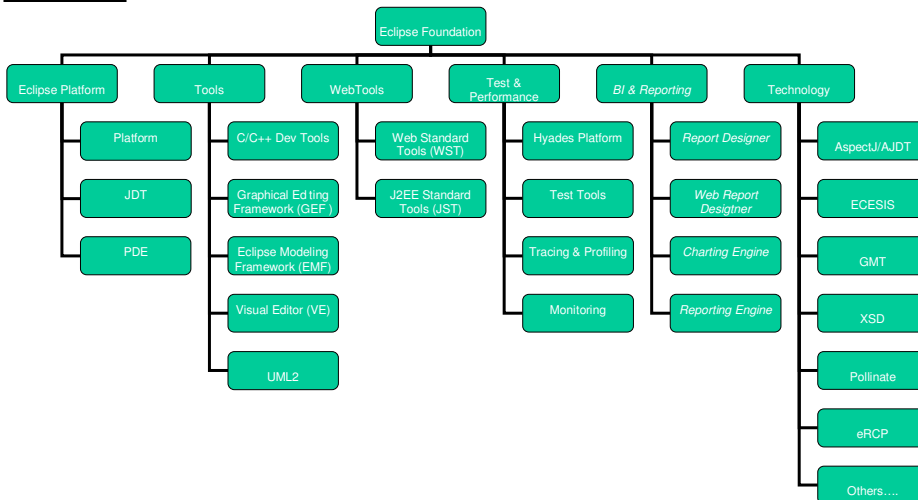 Eclipse Foundation
Eclipse Platform
Tools
WebTools
Test &
Performance
BI & Reporting
Technology
Platform
JDT
PDE
C/C++ Dev Tools
Graphical Editing
Framework (GEF )
Eclipse Modeling
Framework (EMF)
Visual Editor (VE)
UML2
Web Standard
Tools (WST)
J2EE Standard
Tools (JST)
Hyades Platform
Test Tools
Tracing & Profiling
Monitoring
Report Designer
Web Report
Desigtner
Charting Engine
Reporting Engine
AspectJ/AJDT
ECESIS
GMT
XSD
Pollinate
eRCP
Others….